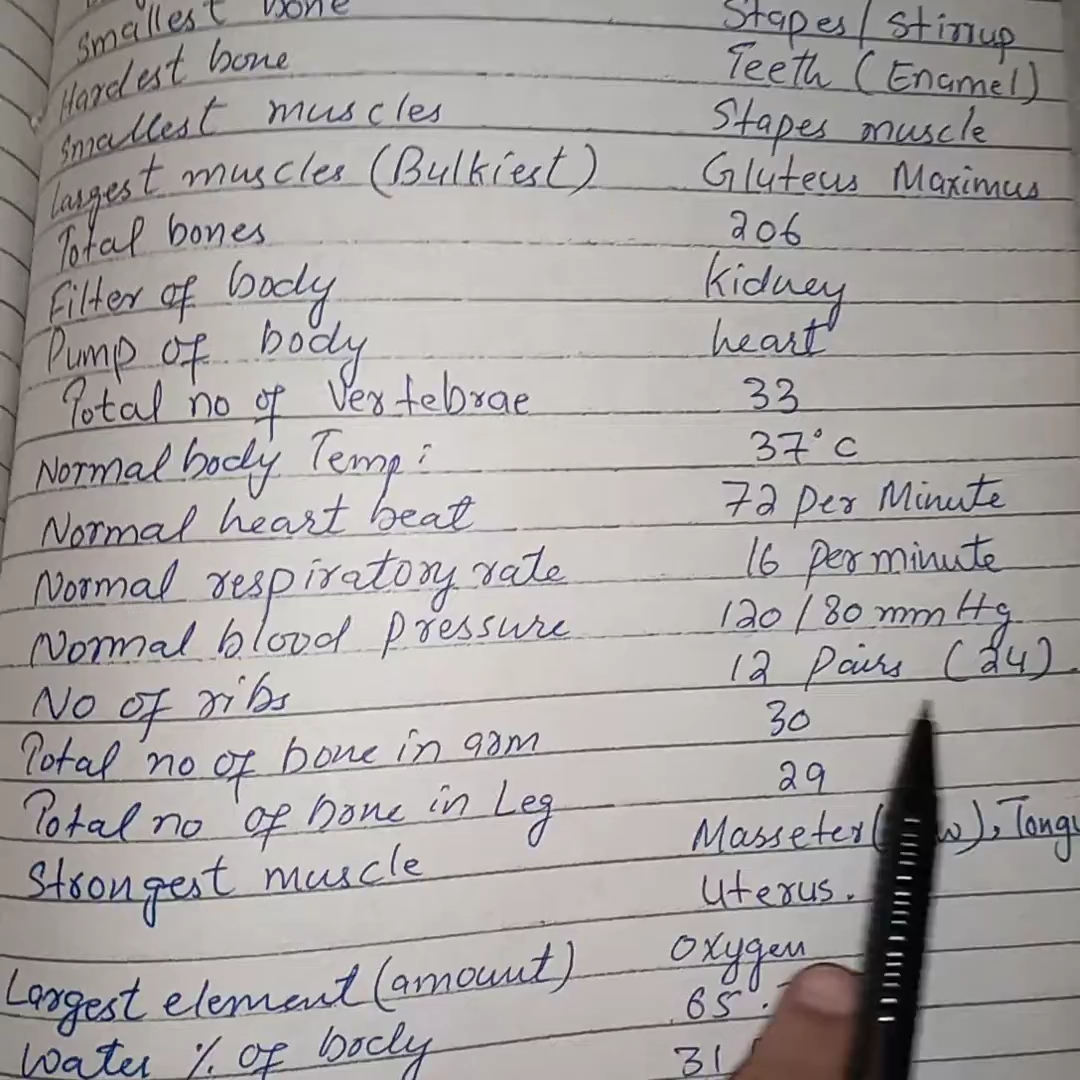 Smallest bone Stapes / Stirrup
Hardest bone Teeth (Enamel)
Smallest muscles Stapes muscle
Largest muscles (Bulkiest) Gluteus Maximus
Total bones 206
Filter of body Kidney
Pump of body heart
Total no of Vertebrae 33
Normal body Temp: 37°C
Normal heart beat 72 per Minute
Normal respiratory rate 16 per minute
Normal blood pressure 120/80 mmHg
No of ribs 12 Pairs (24)
Total no of bone in arm 30
Total no of bone in Leg 29
Strongest muscle Masseter
Uterus.
Largest element (amount) Oxygen
65
Water % of body 31